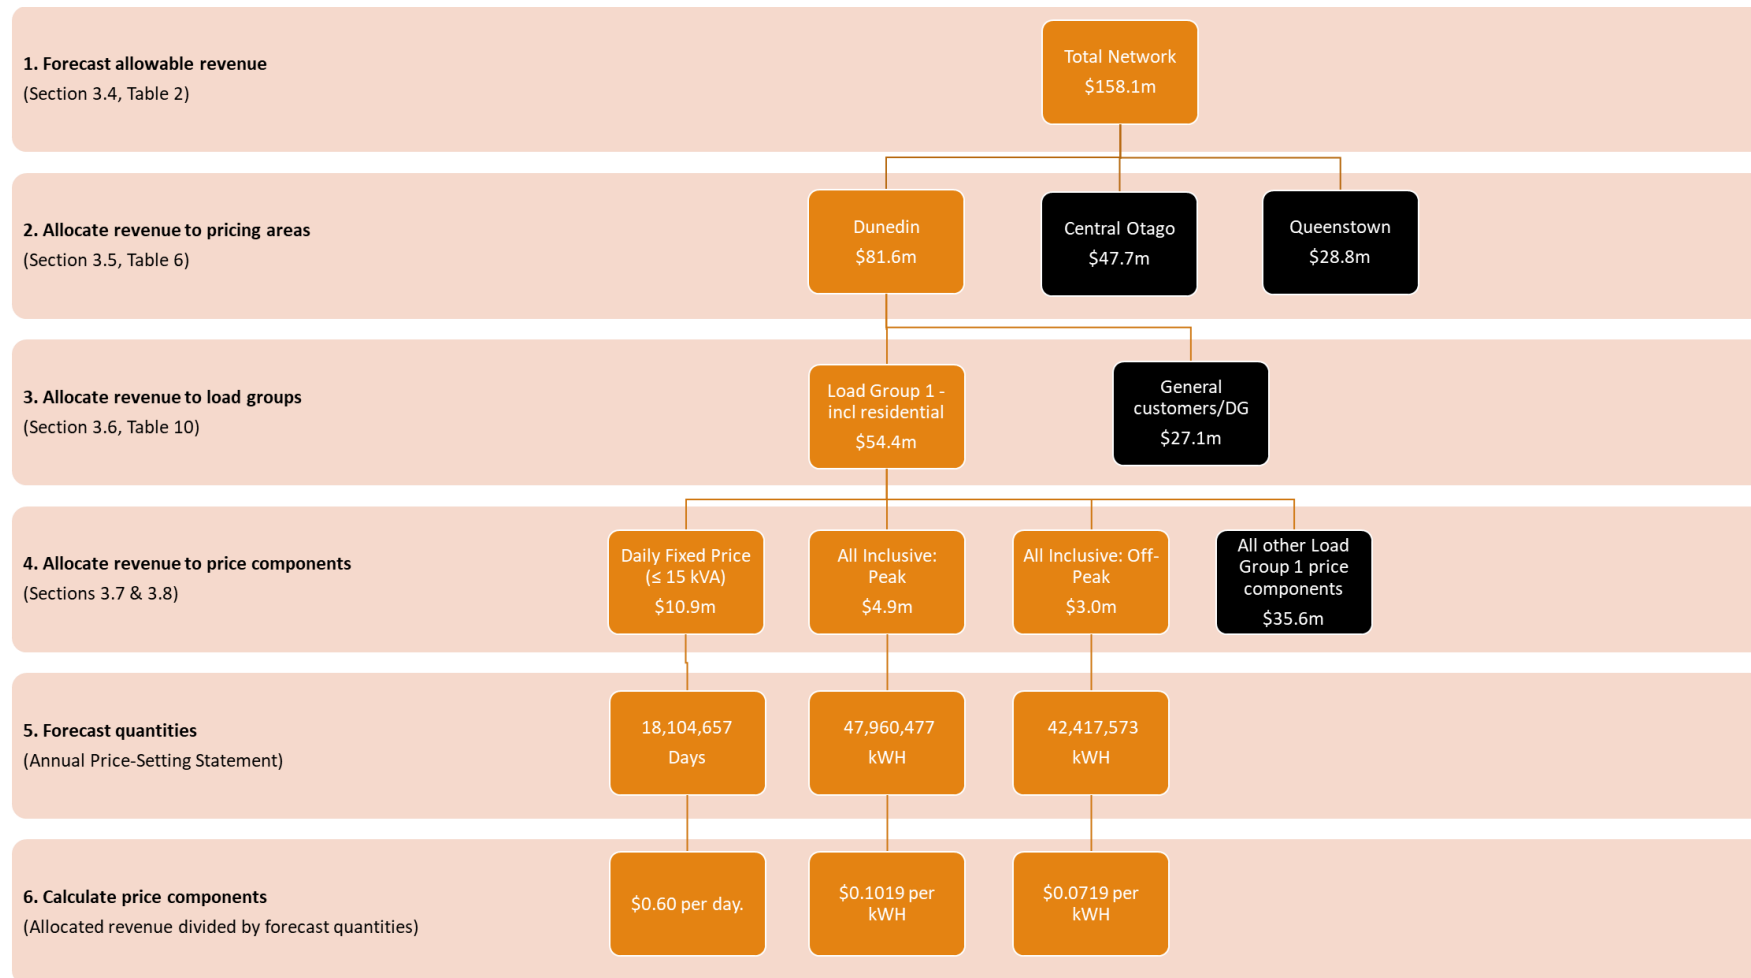 1. Forecast allowable revenue
(Section 3.4, Table 2)
Total Network
$158.1m
2. Allocate revenue to pricing areas
(Section 3.5, Table 6)
Dunedin
$81.6m
Central Otago
$47.7m
Queenstown
$28.8m
3. Allocate revenue to load groups
(Section 3.6, Table 10)
Load Group 1 -
incl residential
$54.4m
General
customers/DG
$27.1m
4. Allocate revenue to price components
(Sections 3.7 & 3.8)
Daily Fixed Price
(≤ 15 kVA)
$10.9m
All Inclusive:
Peak
$4.9m
All Inclusive: Off-
Peak
$3.0m
All other Load
Group 1 price
components
$35.6m
5. Forecast quantities
(Annual Price-Setting Statement)
18,104,657
Days
47,960,477
kWH
42,417,573
kWH
6. Calculate price components
(Allocated revenue divided by forecast quantities)
$0.60 per day.
$0.1019 per
kWH
$0.0719 per
kWH